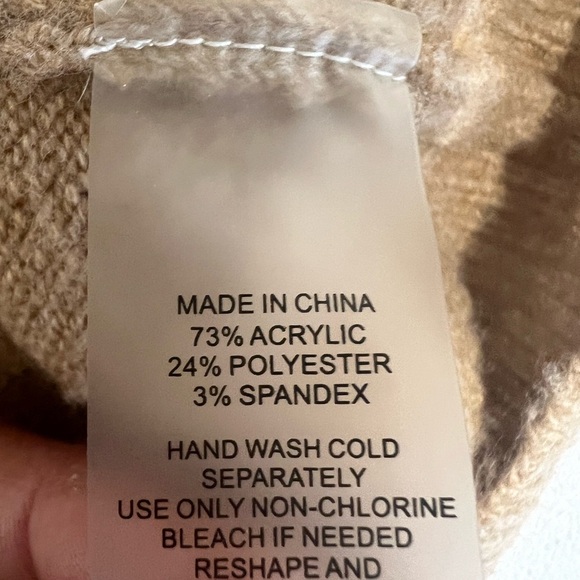 MADE IN CHINA
73% ACRYLIC
24% POLYESTER
3% SPANDEX
HAND WASH COLD
SEPARATELY
USE ONLY NON-CHLORINE
BLEACH IF NEEDED
RESHAPE AND